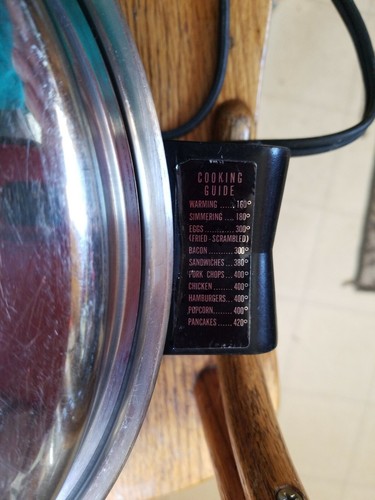 COOKING
GUIDE
WARMING.....160°
SIMMERING....180°
EGGS..........300°
(FRIED - SCRAMBLED)
BACON.........300°
SANDWICHES...380°
PORK CHOPS...400°
CHICKEN.......400°
HAMBURGERS..400°
POPCORN......400°
PANCAKES.....420°